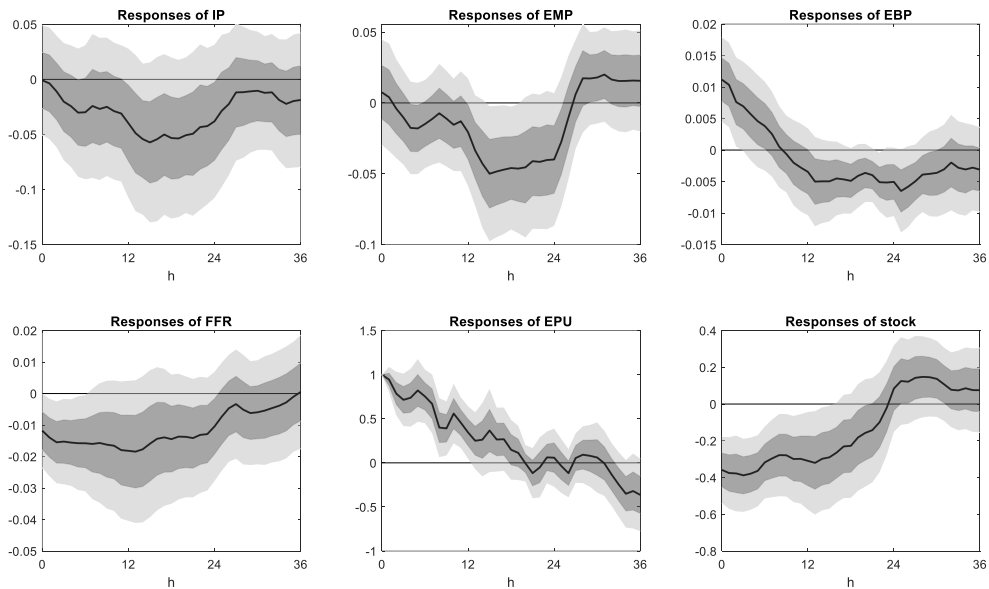 Responses of IP
0.05
0
-0.05
-0.1
-0.15
0 12 24 36
h
Responses of EMP
0.05
0
-0.05
-0.1
0 12 24 36
h
Responses of EBP
0.02
0.015
0.01
0.005
0
-0.005
-0.01
-0.015
0 12 24 36
h
Responses of FFR
0.02
0.01
0
-0.01
-0.02
-0.03
-0.04
-0.05
0 12 24 36
h
Responses of EPU
1.5
1
0.5
0
-0.5
-1
0 12 24 36
h
Responses of stock
0.4
0.2
0
-0.2
-0.4
-0.6
-0.8
0 12 24 36
h